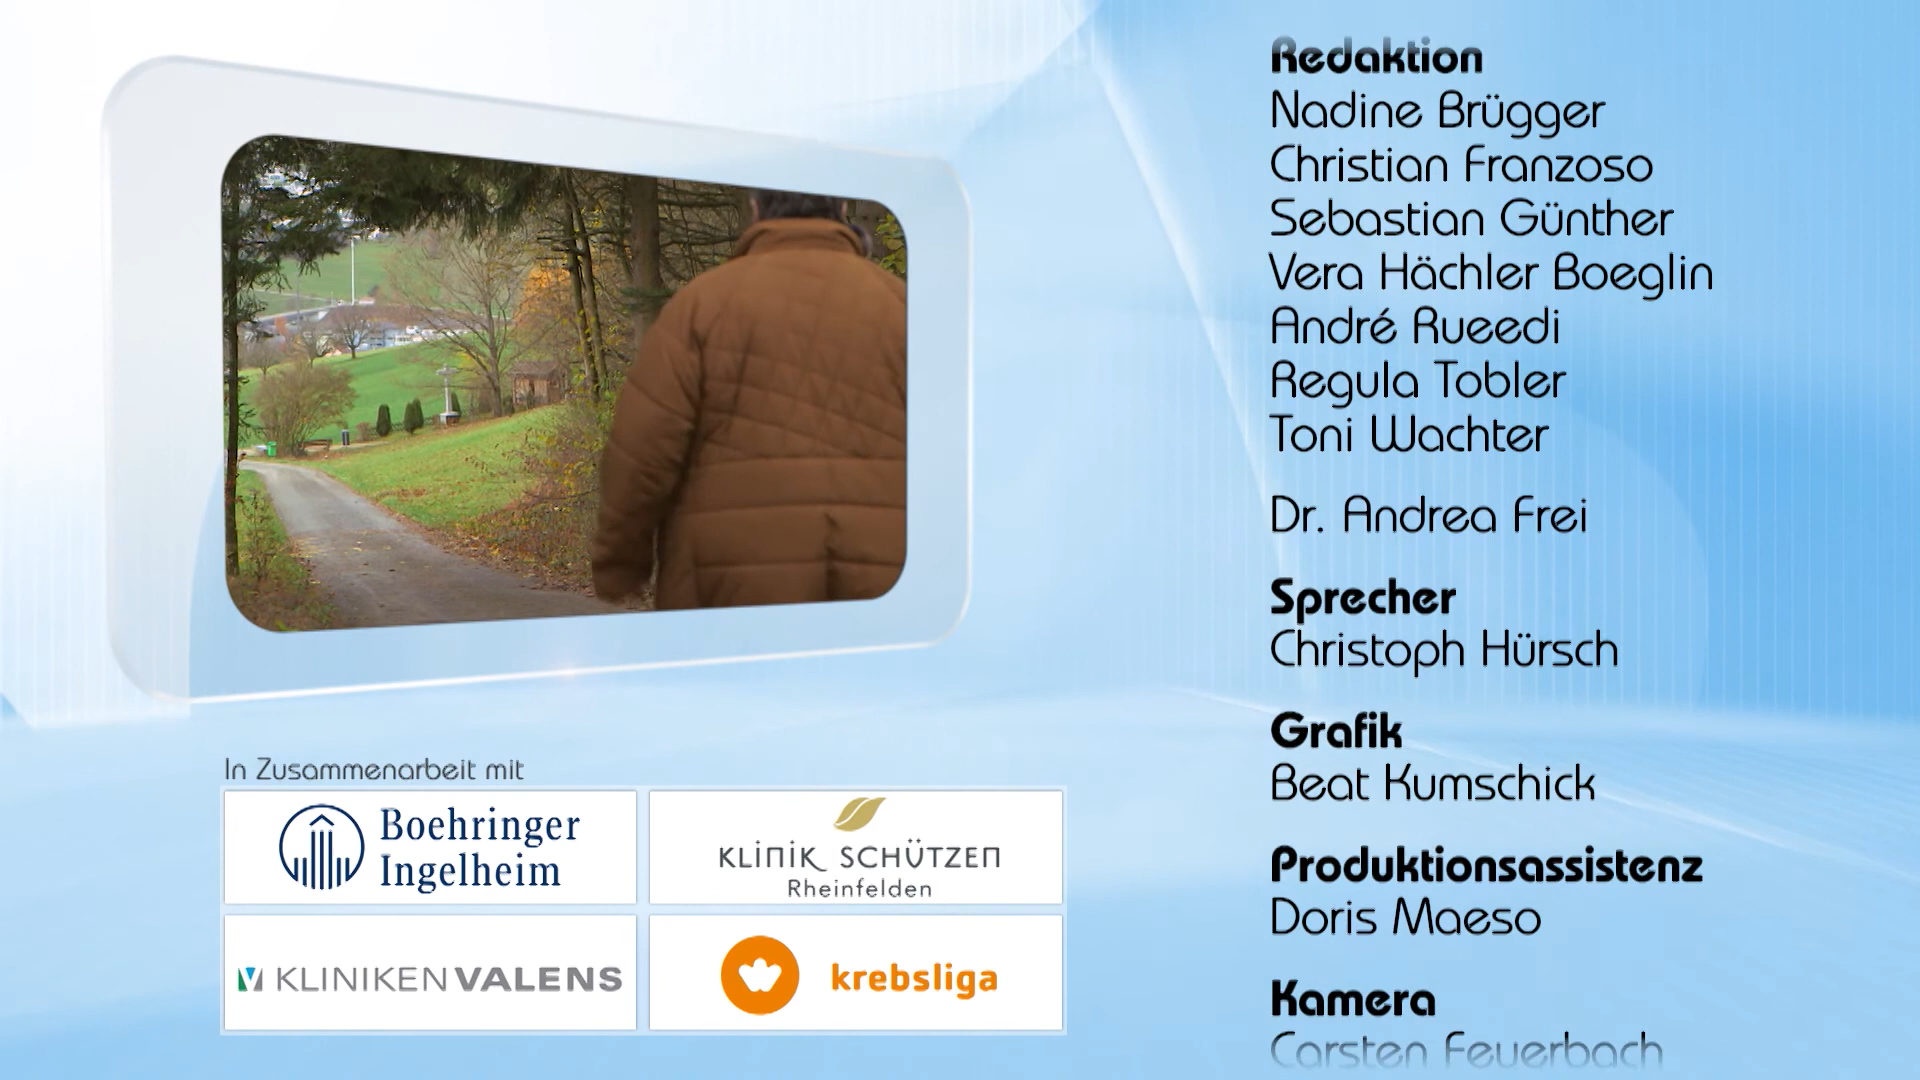 Redaktion
Nadine Brügger
Christian Franzoso
Sebastian Günther
Vera Hächler Boeglin
André Rueedi
Regula Tobler
Toni Wachter
Dr. Andrea Frei
Sprecher
Christoph Hürsch
Grafik
Beat Kumschick
Produktionsassistenz
Doris Maeso
Kamera
Carsten Feuerbach
In Zusammenarbeit mit
Boehringer
Ingelheim
KLINIK SCHÜTZEN
Rheinfelden
KLINIKEN VALENS
krebsliga